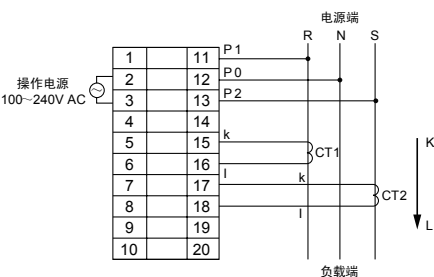 电源端
R N S
P1
1 11
操作电源
100~240V AC
2 12 P0
3 13 P2
4 14
5 15 k
CT1
6 16 l
7 17 k
CT2
8 18 l
9 19
10 20
K
L
负载端